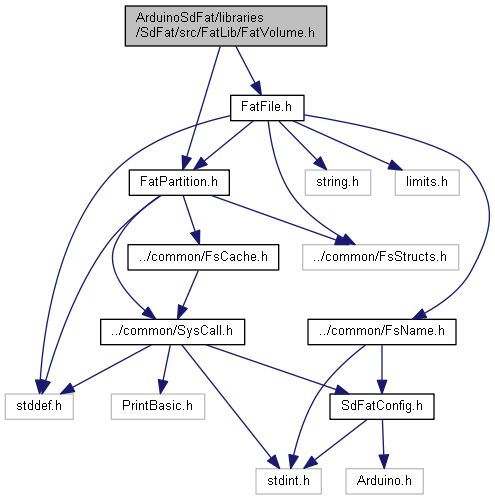 ArduinoSdFat/libraries
/SdFat/src/FatLib/FatVolume.h
FatFile.h
FatPartition.h
string.h
limits.h
../common/FsCache.h
../common/FsStructs.h
../common/SysCall.h
../common/FsName.h
stddef.h
PrintBasic.h
SdFatConfig.h
stdint.h
Arduino.h